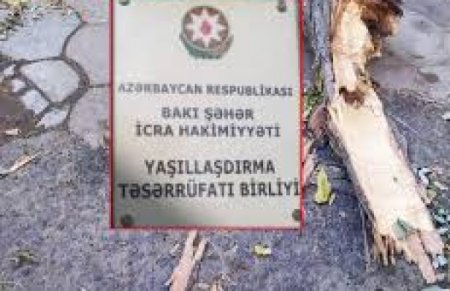 AZƏRBAYCAN RESPUBLİKASI
BAKI ŞƏHƏR
İCRA HAKİMİYYƏTİ
YAŞILLAŞDIRMA
TƏSƏRRÜFATI BİRLİYİ